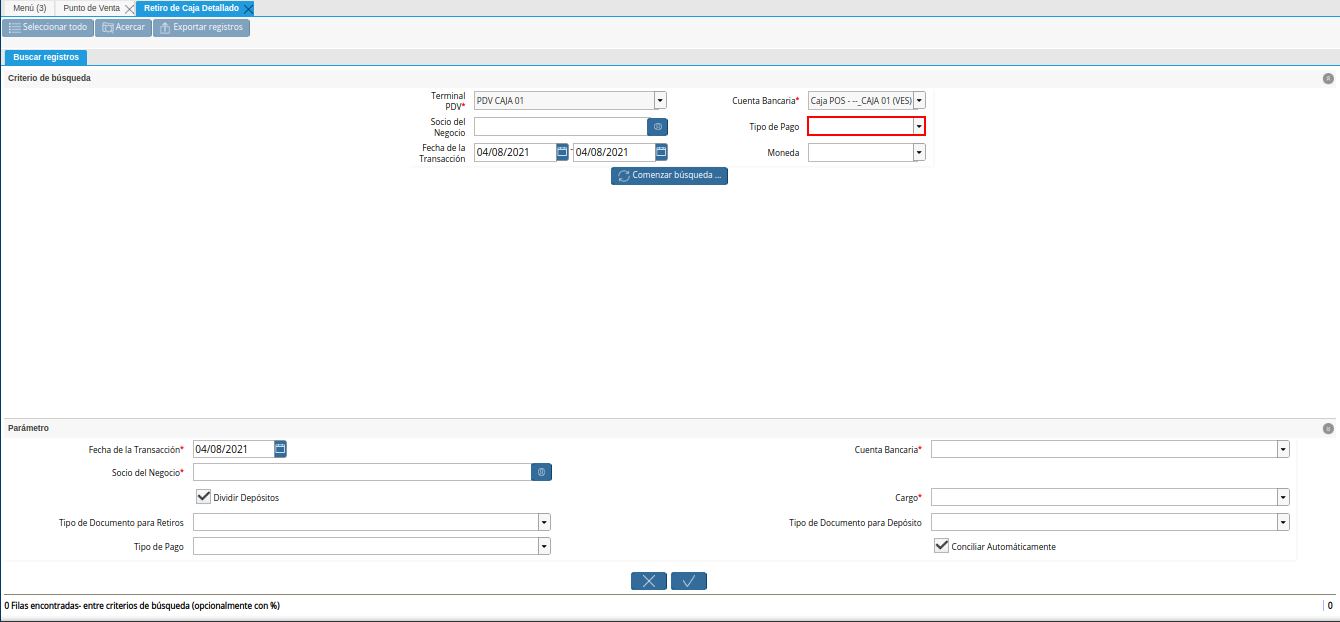 Menú (3) Punto de Venta Retiro de Caja Detallado
Seleccionar todo Acercar Exportar registros
Buscar registros
Criterio de búsqueda
Terminal PDV* PDV CAJA 01 Cuenta Bancaria* Caja POS - --_CAJA 01 (VES)
Socio del Negocio Tipo de Pago
Fecha de la Transacción 04/08/2021 - 04/08/2021 Moneda
Comenzar búsqueda ...
Parámetro
Fecha de la Transacción* 04/08/2021 Cuenta Bancaria*
Socio del Negocio*
Dividir Depósitos Cargo*
Tipo de Documento para Retiros Tipo de Documento para Depósito
Tipo de Pago Conciliar Automáticamente
0 Filas encontradas- entre criterios de búsqueda (opcionalmente con %) 0